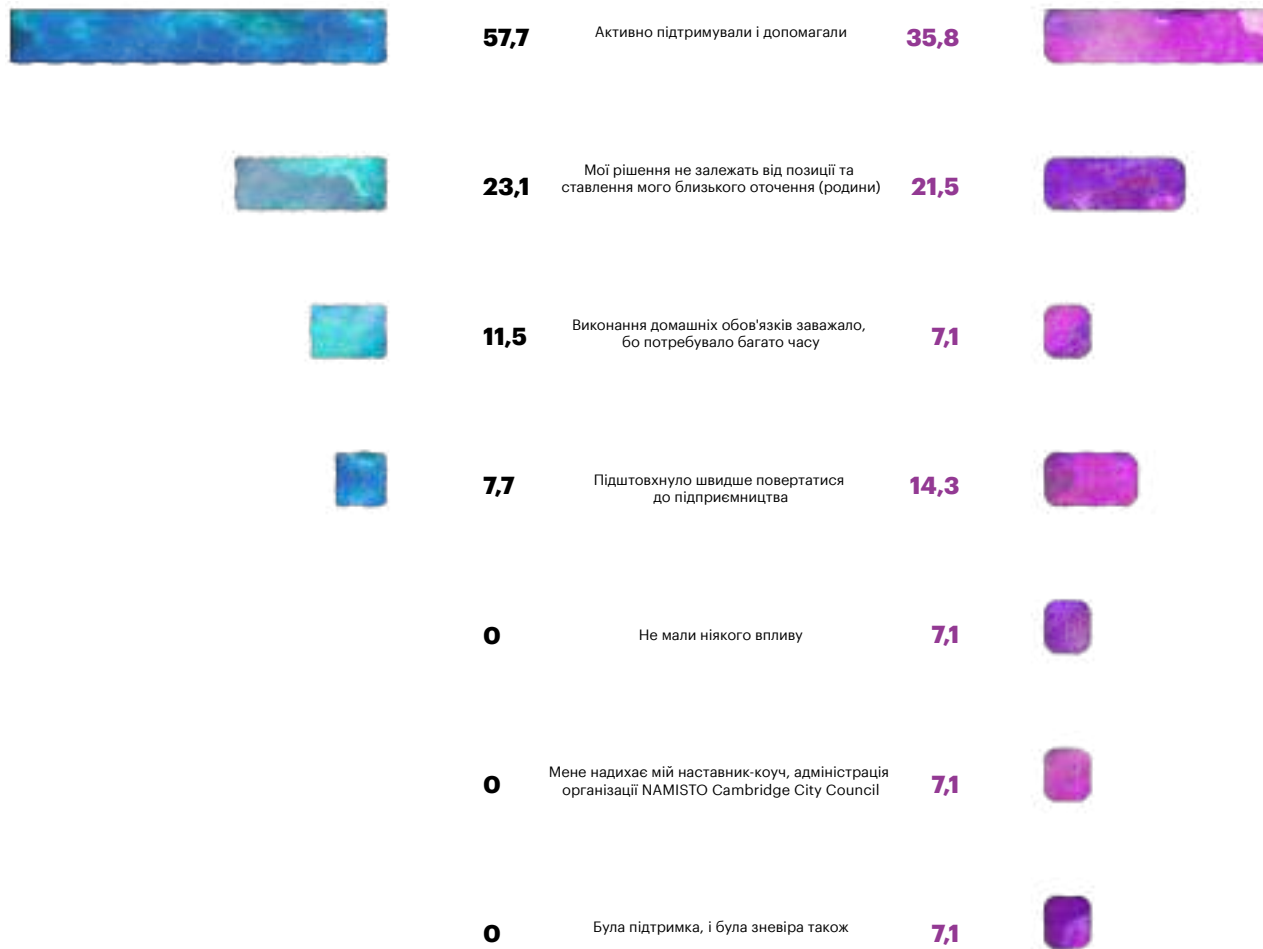 57,7 Активно підтримували і допомагали 35,8
Мої рішення не залежать від позиції та
23,1 ставлення мого близького оточення (родини) 21,5
Виконання домашніх обов'язків заважало,
11,5 бо потребувало багато часу 7,1
Підштовхнуло швидше повертатися
7,7 до підприємництва 14,3
0 Не мали ніякого впливу 7,1
Мене надихає мій наставник-коуч, адміністрація
0 організації NAMISTO Cambridge City Council 7,1
0 Була підтримка, і була зневіра також 7,1